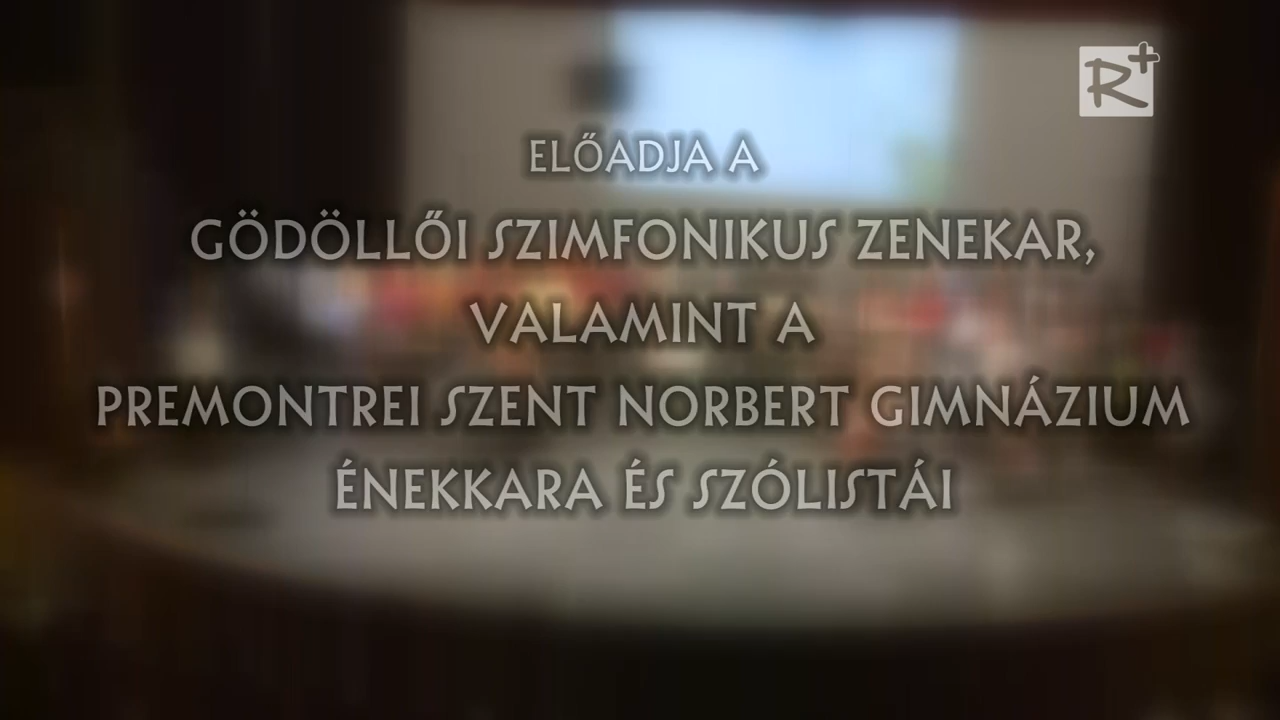 R+
ELŐADJA A
GÖDÖLLŐI SZIMFONIKUS ZENEKAR,
VALAMINT A
PREMONTREI SZENT NORBERT GIMNÁZIUM
ÉNEKKARA ÉS SZÓLISTÁI